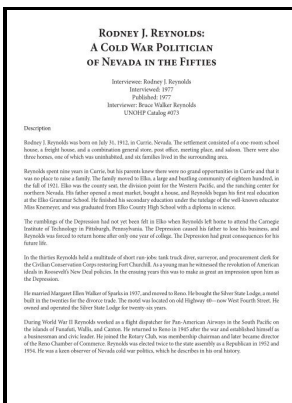 RODNEY J. REYNOLDS:
A COLD WAR POLITICIAN
OF NEVADA IN THE FIFTIES
Interviewee: Rodney J. Reynolds
Interviewed: 1977
Published: 1977
Interviewer: Bruce Walker Reynolds
UNOHP Catalog #073
Description
Rodney J. Reynolds was born on July 31, 1912, in Currie, Nevada. The settlement consisted of a one-room school
house, a freight house, and a combination general store, post office, meeting place, and saloon. There were also
three homes, one of which was uninhabited, and six families lived in the surrounding area.
Reynolds spent nine years in Currie, but his parents knew there were no grand opportunities in Currie and that it
was no place to raise a family. The family moved to Elko, a large and bustling community of eighteen hundred, in
the fall of 1921. Elko was the county seat, the division point for the Western Pacific, and the ranching center for
northern Nevada. His father opened a meat market, bought a house, and Reynolds began his first real education
at the Elko Grammar School. He finished his secondary education under the tutelage of the well-known educator
Miss Knemeyer, and was graduated from Elko County High School with a diploma in science.
The rumblings of the Depression had not yet been felt in Elko when Reynolds left home to attend the Carnegie
Institute of Technology in Pittsburgh, Pennsylvania. The Depression caused his father to lose his business, and
Reynolds was forced to return home after only one year of college. The Depression had great consequences for his
future life.
In the thirties Reynolds held a multitude of short run-jobs: tank truck diver, surveyor, and procurement clerk for
the Civilian Conservation Corps treating Fort Churchill. As a young man he witnessed the revolution of American
ideals in Roosevelt's New Deal policies. In the ensuing years this was to make as great an impression upon him as
the Depression.
He married Margaret Ellen Walker of Sparks in 1937, and moved to Reno. He bought the Silver State Lodge, a motel
built in the twenties for the divorce trade. The motel was located on old Highway 40—now West Fourth Street. He
owned and operated the Silver State Lodge for twenty-six years.
During World War II Reynolds worked as a flight dispatcher for Pan-American Airways in the South Pacific on
the islands of Funafuti, Wallis, and Canton. He returned to Reno in 1945 after the war and established himself as
a businessman and civic leader. He joined the Rotary Club, was membership chairman and later became director
of the Reno Chamber of Commerce. Reynolds was elected twice to the state assembly as a Republican in 1952 and
1954. He was a keen observer of Nevada cold war politics, which he describes in his oral history.